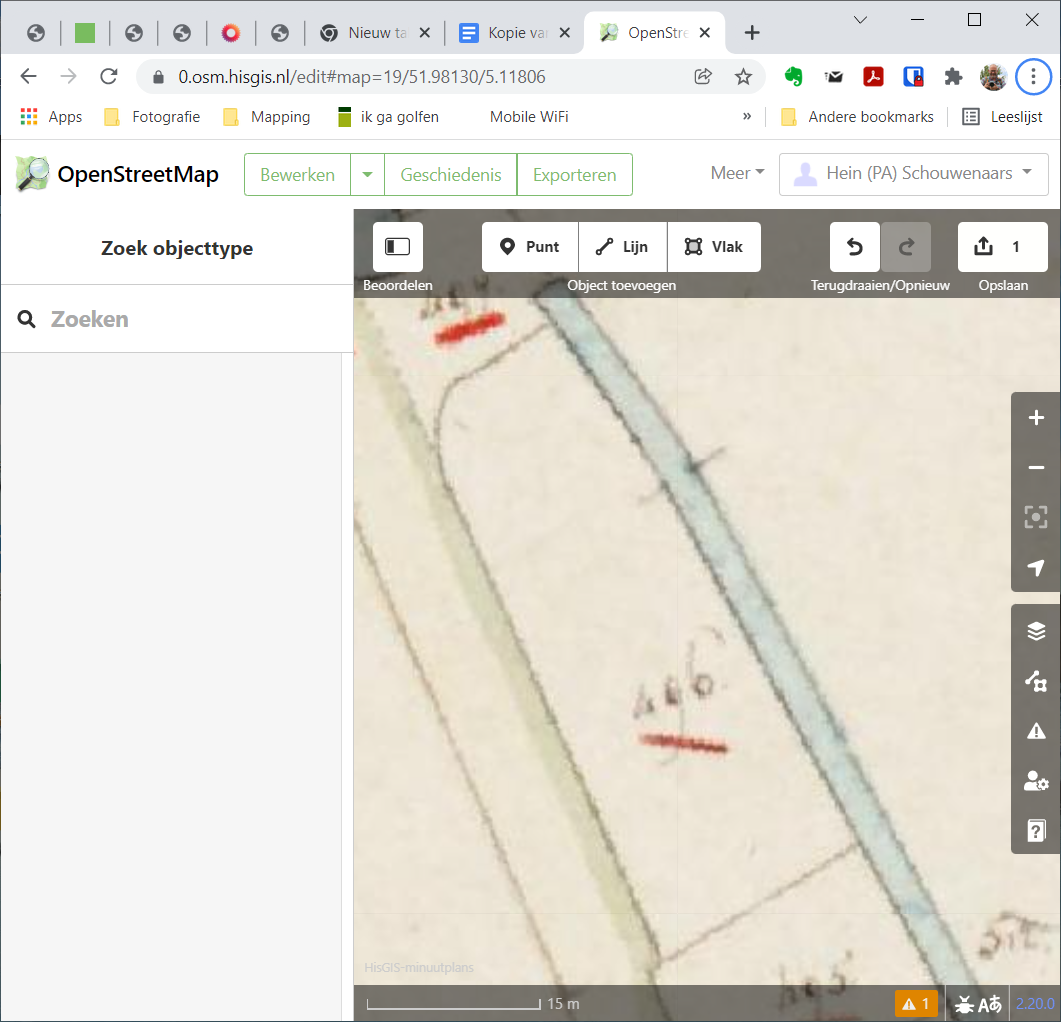 Nieuw ta
Kopie va
OpenStre
0.osm.hisgis.nl/edit#map=19/51.98130/5.11806
Apps
Fotografie
Mapping
ik ga golfen
Mobile WiFi
»
Andere bookmarks
Leeslijst
OpenStreetMap
Bewerken
Geschiedenis
Exporteren
Meer
Hein (PA) Schouwenaars
Zoek objecttype
Zoeken
Beoordelen
Punt
Lijn
Vlak
Object toevoegen
Terugdraaien/Opnieuw
1
Opslaan
HisGIS-minuutplans
15 m
1
2.20.0